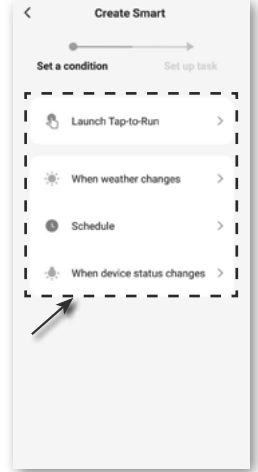 Create Smart
Set a condition Set up task
Launch Tap-to-Run
When weather changes
Schedule
When device status changes